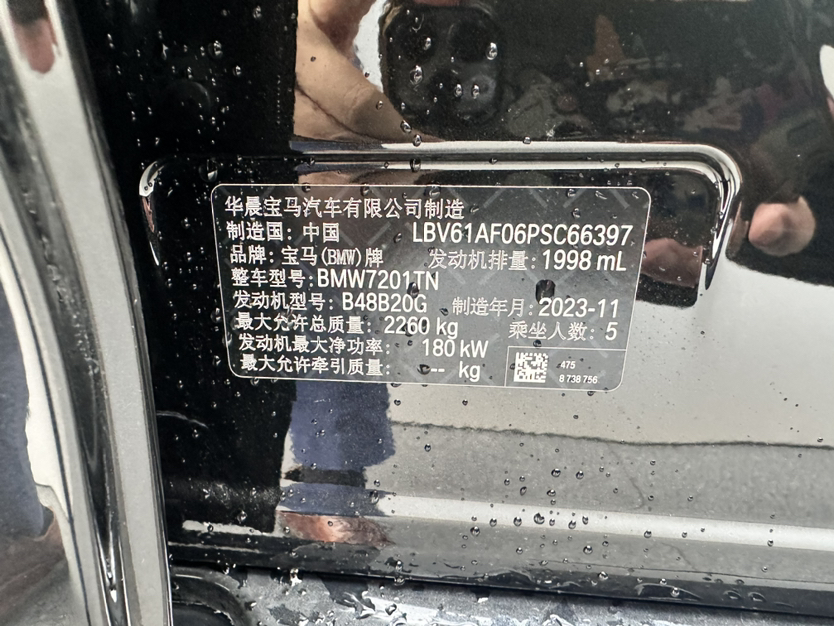 华晨宝马汽车有限公司制造
制造国：中国 LBV61AF06PSC66397
品牌：宝马(BMW)牌 发动机排量：1998 mL
整车型号：BMW7201TN
发动机型号：B48B20G 制造年月：2023-11
最大允许总质量：2260 kg 乘坐人数：5
发动机最大净功率：180 kW
最大允许牵引质量：-- kg
475
8 738 756